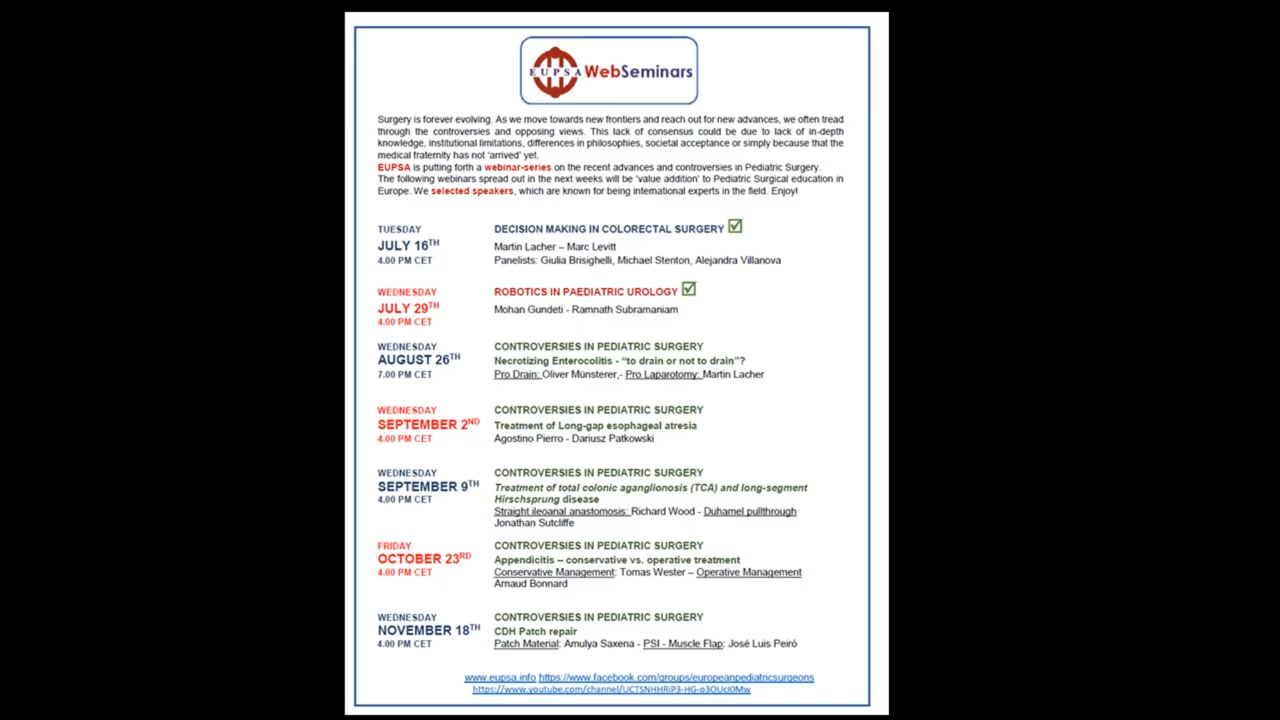 EUPSA WebSeminars
Surgery is forever evolving. As we move towards new frontiers and reach out for new advances, we often tread
through the controversies and opposing views. This lack of consensus could be due to lack of in-depth
knowledge, institutional limitations, differences in philosophies, societal acceptance or simply because that the
medical fraternity has not ‘arrived’ yet.
EUPSA is putting forth a webinar-series on the recent advances and controversies in Pediatric Surgery.
The following webinars spread out in the next weeks will be ‘value addition’ to Pediatric Surgical education in
Europe. We selected speakers, which are known for being international experts in the field. Enjoy!
TUESDAY
JULY 16TH
4.00 PM CET
DECISION MAKING IN COLORECTAL SURGERY
Martin Lacher – Marc Levitt
Panelists: Giulia Brisighelli, Michael Stenton, Alejandra Villanova
WEDNESDAY
JULY 29TH
4.00 PM CET
ROBOTICS IN PAEDIATRIC UROLOGY
Mohan Gundeti - Ramnath Subramaniam
WEDNESDAY
AUGUST 26TH
7.00 PM CET
CONTROVERSIES IN PEDIATRIC SURGERY
Necrotizing Enterocolitis - “to drain or not to drain”?
Pro Drain: Oliver Münsterer,- Pro Laparotomy: Martin Lacher
WEDNESDAY
SEPTEMBER 2ND
4.00 PM CET
CONTROVERSIES IN PEDIATRIC SURGERY
Treatment of Long-gap esophageal atresia
Agostino Pierro - Dariusz Patkowski
WEDNESDAY
SEPTEMBER 9TH
4.00 PM CET
CONTROVERSIES IN PEDIATRIC SURGERY
Treatment of total colonic aganglionosis (TCA) and long-segment
Hirschsprung disease
Straight ileoanal anastomosis: Richard Wood - Duhamel pullthrough
Jonathan Sutcliffe
FRIDAY
OCTOBER 23RD
4.00 PM CET
CONTROVERSIES IN PEDIATRIC SURGERY
Appendicitis – conservative vs. operative treatment
Conservative Management: Tomas Wester – Operative Management
Arnaud Bonnard
WEDNESDAY
NOVEMBER 18TH
4.00 PM CET
CONTROVERSIES IN PEDIATRIC SURGERY
CDH Patch repair
Patch Material: Amulya Saxena - PSI - Muscle Flap: José Luis Peiró
www.eupsa.info https://www.facebook.com/groups/europeanpediatricsurgeons
https://www.youtube.com/channel/UCTSNHHRiP3-HG-o3OUcI0Mw